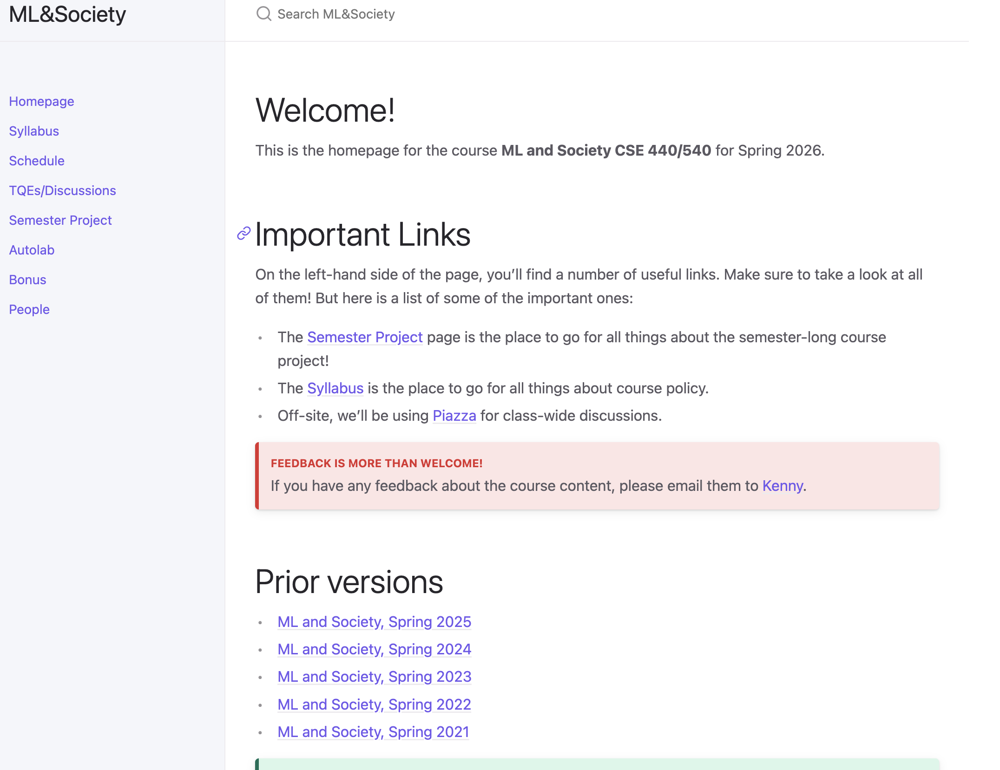 ML&Society
Search ML&Society
Homepage
Syllabus
Schedule
TQEs/Discussions
Semester Project
Autolab
Bonus
People
Welcome!
This is the homepage for the course ML and Society CSE 440/540 for Spring 2026.
Important Links
On the left-hand side of the page, you’ll find a number of useful links. Make sure to take a look at all
of them! But here is a list of some of the important ones:
• The Semester Project page is the place to go for all things about the semester-long course
project!
• The Syllabus is the place to go for all things about course policy.
• Off-site, we’ll be using Piazza for class-wide discussions.
FEEDBACK IS MORE THAN WELCOME!
If you have any feedback about the course content, please email them to Kenny.
Prior versions
• ML and Society, Spring 2025
• ML and Society, Spring 2024
• ML and Society, Spring 2023
• ML and Society, Spring 2022
• ML and Society, Spring 2021